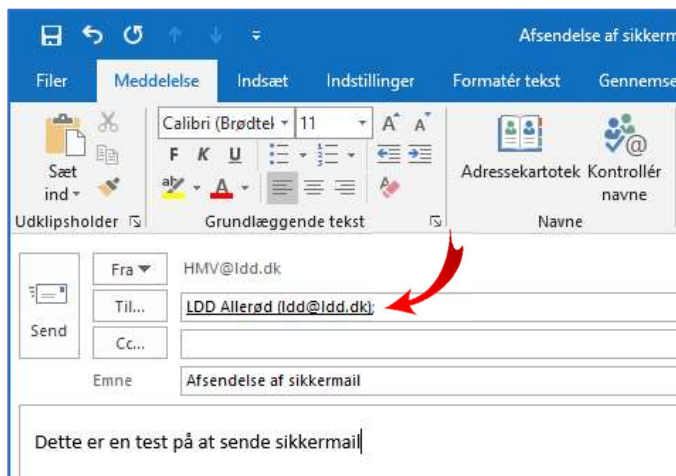 Afsendelse af sikkerm
Filer Meddelelse Indsæt Indstillinger Formatér tekst Gennemse
Calibri (Brødtel 11 A A
Sæt ind
F K U
Adressekartotek
Kontrollér navne
aby A
Udklipsholder Grundlæggende tekst Navne
Fra HMV@ldd.dk
Til... LDD Allerød (ldd@ldd.dk);
Send
Cc...
Emne Afsendelse af sikkermail
Dette er en test på at sende sikkermail